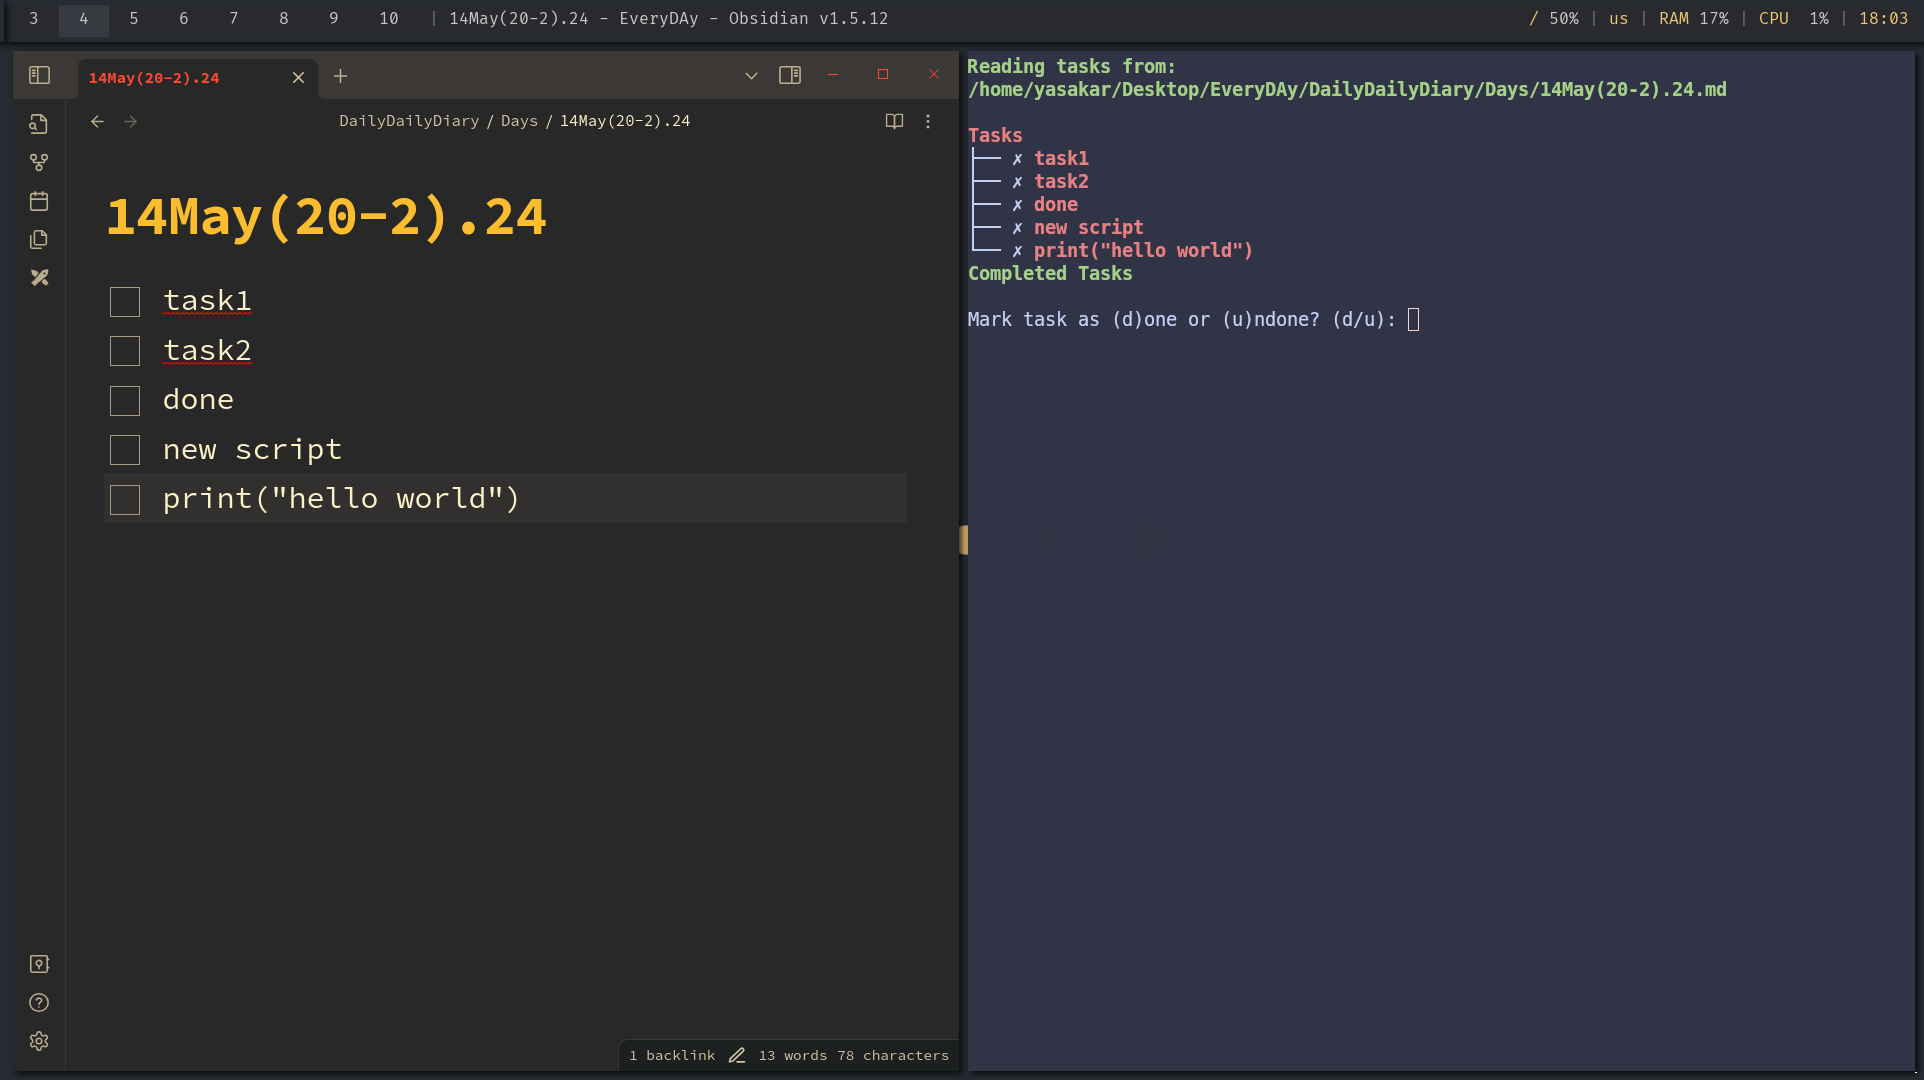 3 4 5 6 7 8 9 10 | 14May(20-2).24 - EveryDAy - Obsidian v1.5.12
/ 50% | us | RAM 17% | CPU 1% | 18:03
14May(20-2).24
DailyDailyDiary / Days / 14May(20-2).24
14May(20-2).24
task1
task2
done
new script
print("hello world")
1 backlink 13 words 78 characters
Reading tasks from:
/home/yasakar/Desktop/EveryDAy/DailyDailyDiary/Days/14May(20-2).24.md
Tasks
├── ✗ task1
├── ✗ task2
├── ✗ done
├── ✗ new script
└── ✗ print("hello world")
Completed Tasks
Mark task as (d)one or (u)ndone? (d/u):